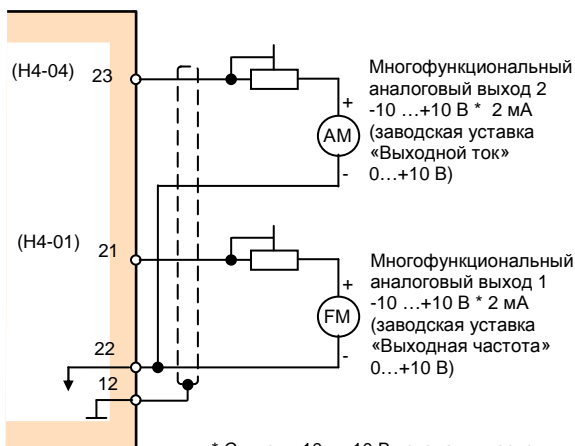 (H4-04) 23
Многофункциональный
аналоговый выход 2
-10 …+10 В * 2 мА
(заводская уставка
«Выходной ток»
0…+10 В)
+
AM
-
(H4-01) 21
Многофункциональный
аналоговый выход 1
-10 …+10 В * 2 мА
(заводская уставка
«Выходная частота»
0…+10 В)
+
FM
-
22
12